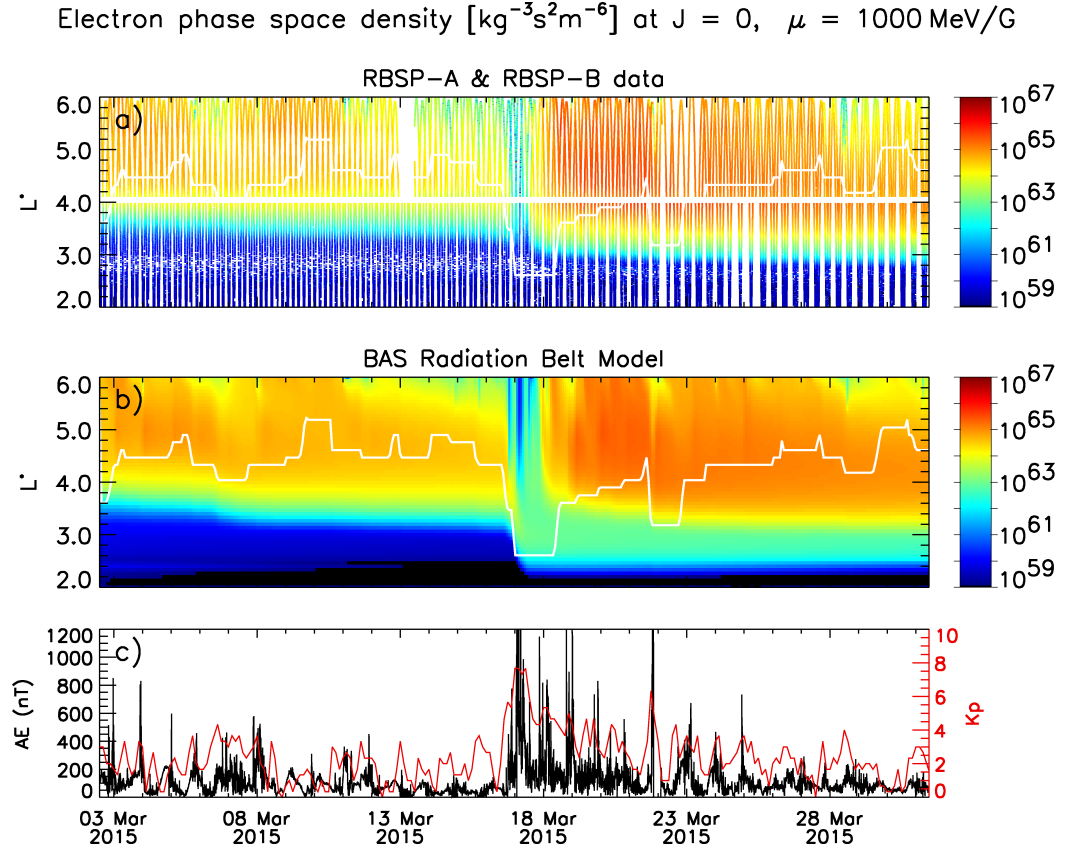 Electron phase space density [kg⁻³s²m⁻⁶] at J = 0, μ = 1000 MeV/G
RBSP-A & RBSP-B data
a)
6.0
5.0
4.0
3.0
2.0
L*
10⁶⁷
10⁶⁵
10⁶³
10⁶¹
10⁵⁹
BAS Radiation Belt Model
b)
6.0
5.0
4.0
3.0
2.0
L*
10⁶⁷
10⁶⁵
10⁶³
10⁶¹
10⁵⁹
c)
1200
1000
800
600
400
200
0
AE (nT)
10
8
6
4
2
0
Kp
03 Mar 08 Mar 13 Mar 18 Mar 23 Mar 28 Mar
2015 2015 2015 2015 2015 2015